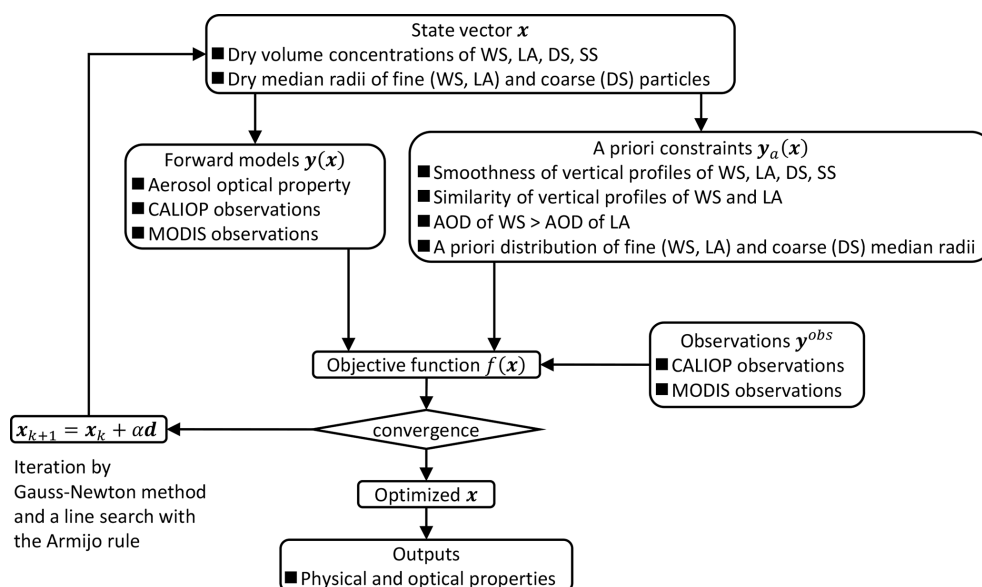 State vector x
■ Dry volume concentrations of WS, LA, DS, SS
■ Dry median radii of fine (WS, LA) and coarse (DS) particles
Forward models y(x)
■ Aerosol optical property
■ CALIOP observations
■ MODIS observations
A priori constraints yₐ(x)
■ Smoothness of vertical profiles of WS, LA, DS, SS
■ Similarity of vertical profiles of WS and LA
■ AOD of WS > AOD of LA
■ A priori distribution of fine (WS, LA) and coarse (DS) median radii
Observations y^{obs}
■ CALIOP observations
■ MODIS observations
Objective function f(x)
convergence
x_{k+1} = x_k + αd
Iteration by
Gauss-Newton method
and a line search with
the Armijo rule
Optimized x
Outputs
■ Physical and optical properties